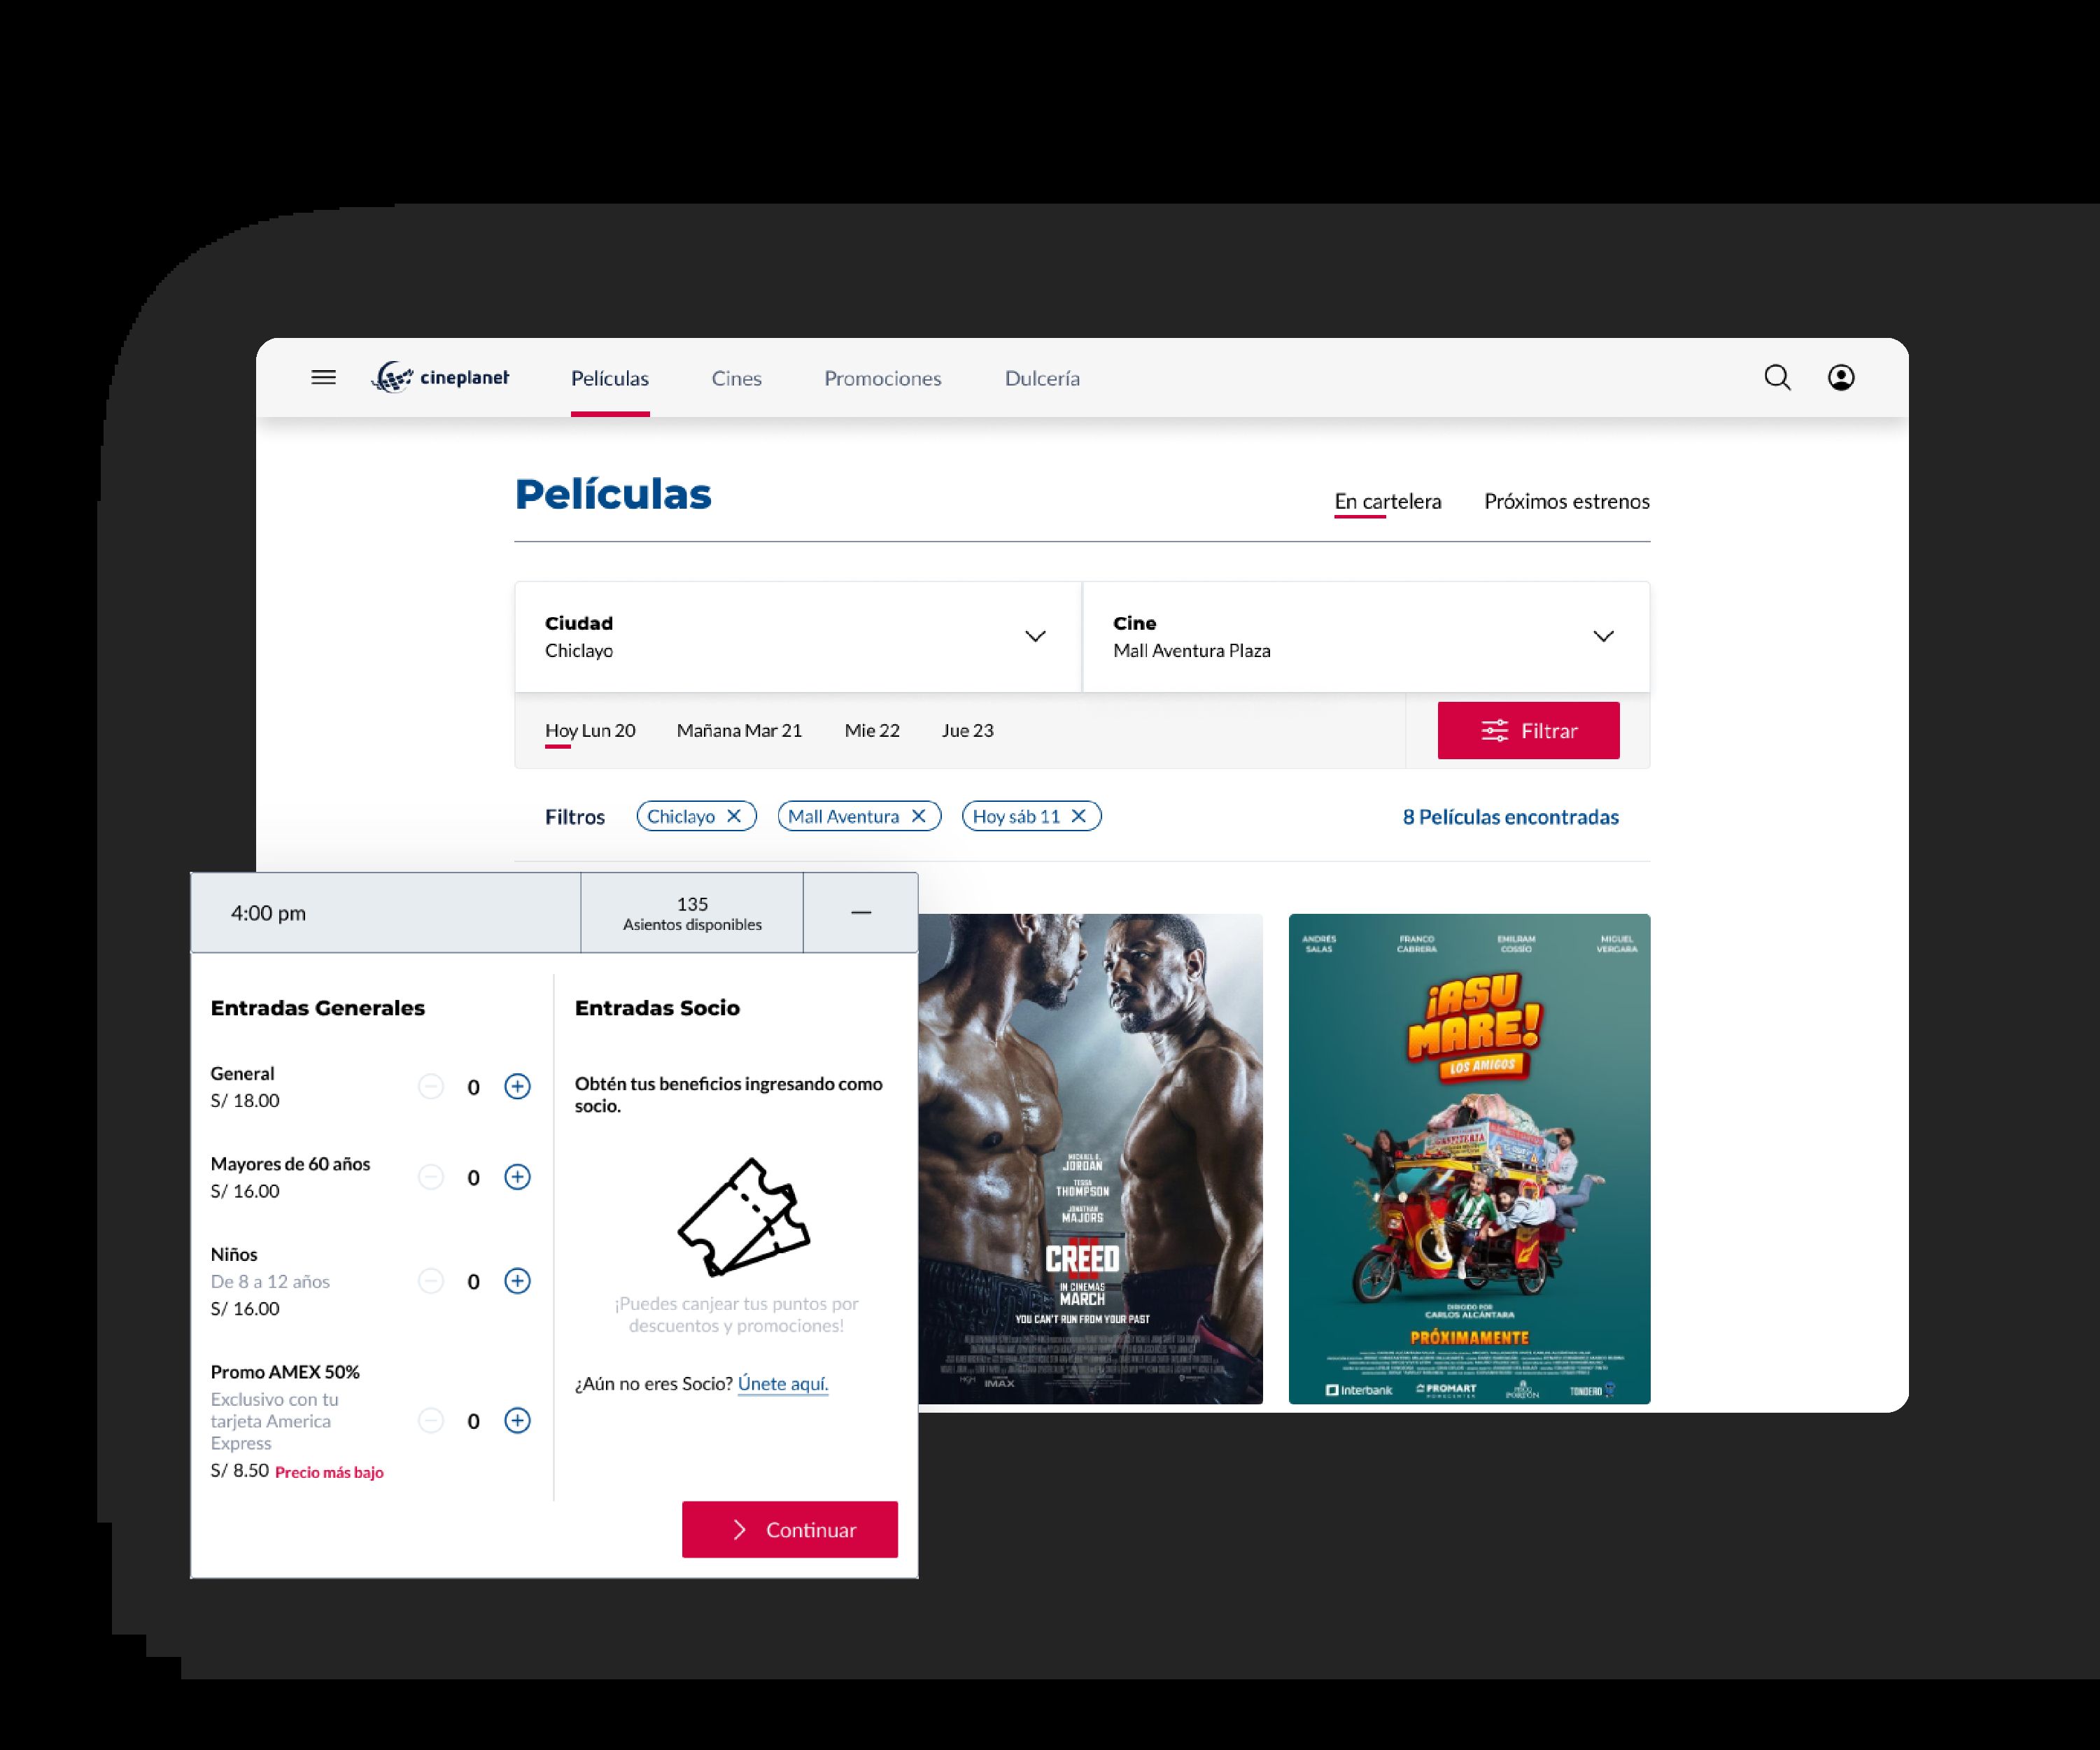 cineplanet
Películas
Cines
Promociones
Dulcería
Películas
En cartelera
Próximos estrenos
Ciudad
Chiclayo
Cine
Mall Aventura Plaza
Hoy Lun 20
Mañana Mar 21
Mie 22
Jue 23
Filtrar
Filtros
Chiclayo
Mall Aventura
Hoy sáb 11
8 Películas encontradas
4:00 pm
135
Asientos disponibles
Entradas Generales
General
S/ 18.00
0
Mayores de 60 años
S/ 16.00
0
Niños
De 8 a 12 años
S/ 16.00
0
Promo AMEX 50%
Exclusivo con tu
tarjeta America
Express
S/ 8.50 Precio más bajo
0
Entradas Socio
Obtén tus beneficios ingresando como
socio.
¡Puedes canjear tus puntos por
descuentos y promociones!
¿Aún no eres Socio? Únete aquí.
Continuar
MICHAEL B.
JORDAN
TESSA
THOMPSON
JONATHAN
MAJORS
CREED
III
IN CINEMAS
MARCH
YOU CAN'T RUN FROM YOUR PAST
MGM
IMAX
ANDRÉS
SALAS
FRANCO
CABRERA
EMILRAM
COSSÍO
MIGUEL
VERGARA
¡ASU
MARE!
LOS AMIGOS
DIRIGIDO POR
CARLOS ALCÁNTARA
PRÓXIMAMENTE
Interbank
PROMART
HOMECENTER
TONDERO